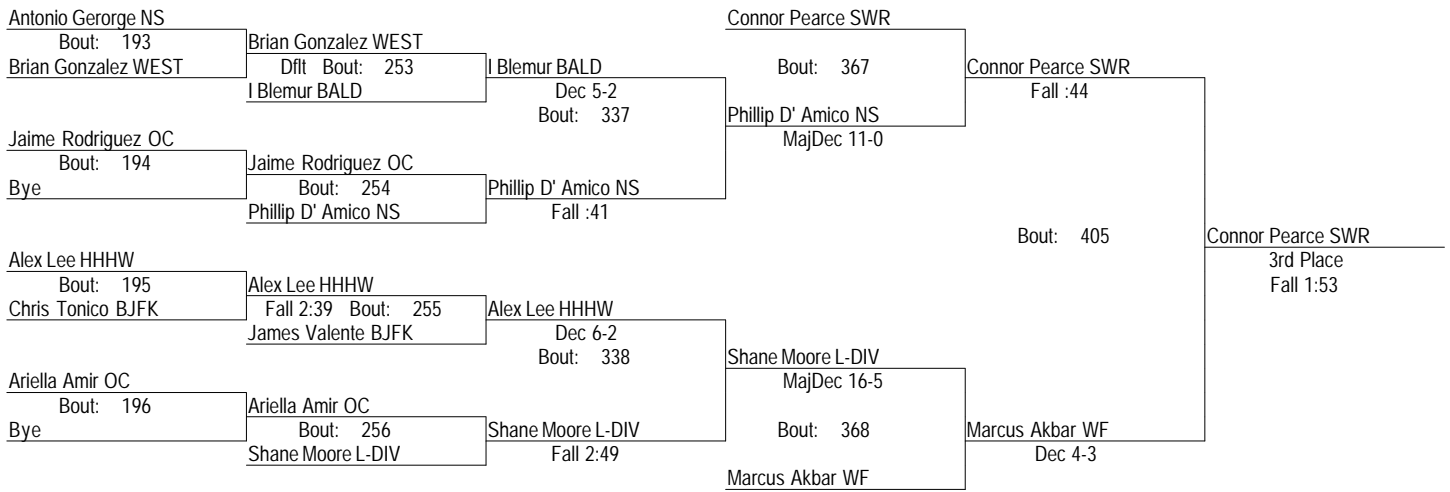 Antonio Gerorge NS
Connor Pearce SWR
Bout: 193
Brian Gonzalez WEST
Brian Gonzalez WEST
Dflt Bout: 253
I Blemur BALD
Bout: 367
Connor Pearce SWR
I Blemur BALD
Dec 5-2
Fall :44
Bout: 337
Phillip D' Amico NS
Jaime Rodriguez OC
MajDec 11-0
Bout: 194
Jaime Rodriguez OC
Bye
Bout: 254
Phillip D' Amico NS
Phillip D' Amico NS
Fall :41
Bout: 405
Connor Pearce SWR
Alex Lee HHHW
3rd Place
Bout: 195
Alex Lee HHHW
Fall 1:53
Chris Tonico BJFK
Fall 2:39 Bout: 255
Alex Lee HHHW
James Valente BJFK
Dec 6-2
Bout: 338
Shane Moore L-DIV
Ariella Amir OC
MajDec 16-5
Bout: 196
Ariella Amir OC
Bye
Bout: 256
Shane Moore L-DIV
Bout: 368
Marcus Akbar WF
Shane Moore L-DIV
Fall 2:49
Dec 4-3
Marcus Akbar WF